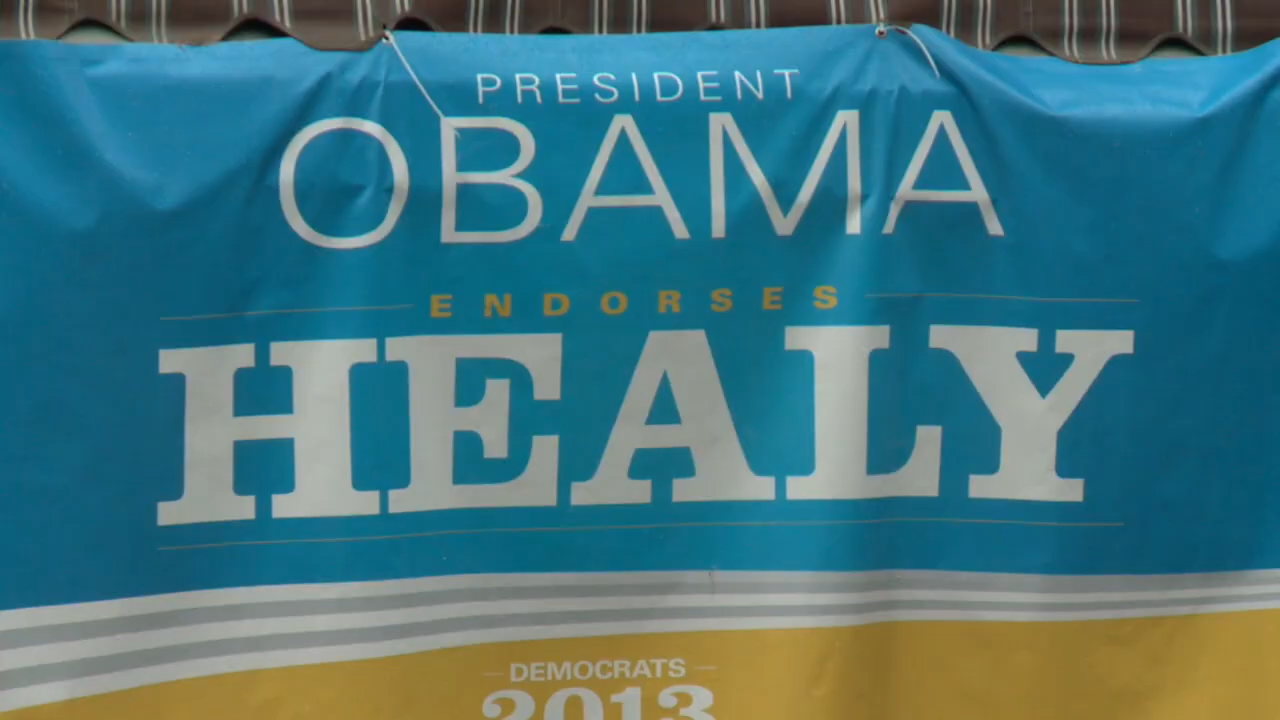 PRESIDENT
OBAMA
ENDORSES
HEALY
DEMOCRATS
2013